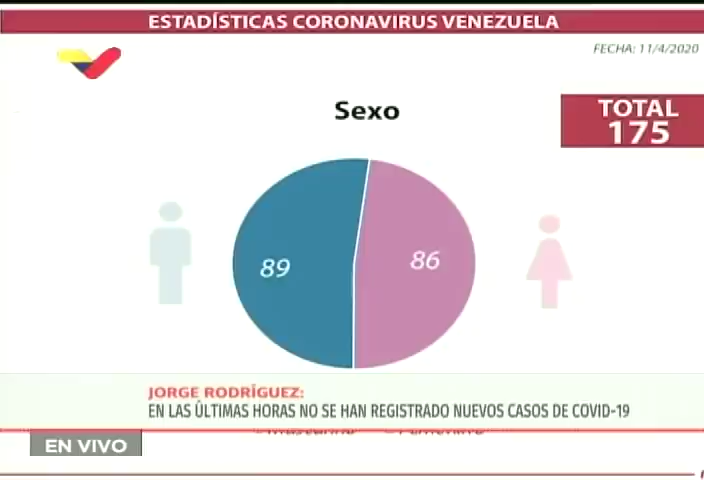 ESTADÍSTICAS CORONAVIRUS VENEZUELA
FECHA: 11/4/2020
Sexo
TOTAL
175
89
86
JORGE RODRÍGUEZ:
EN LAS ÚLTIMAS HORAS NO SE HAN REGISTRADO NUEVOS CASOS DE COVID-19
EN VIVO